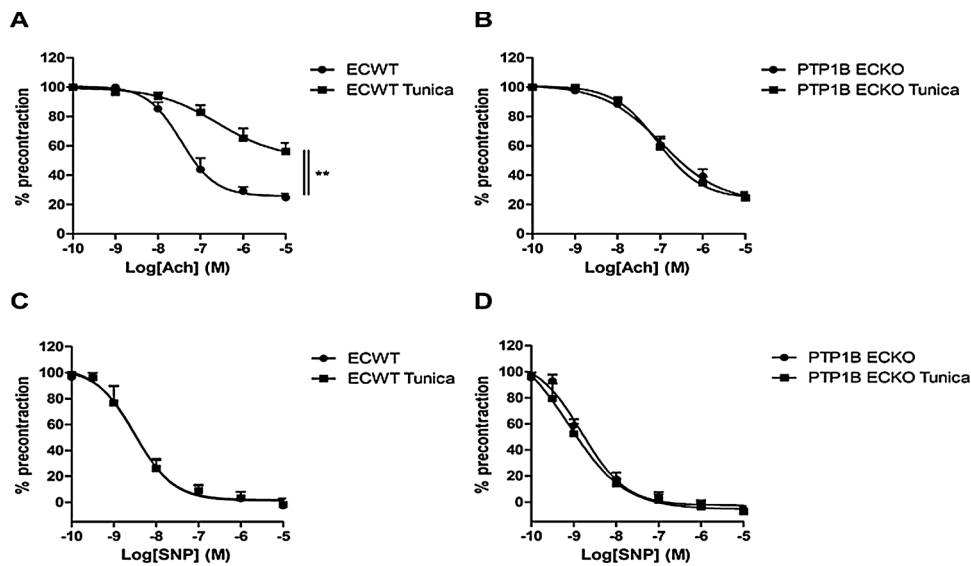 A
% precontraction
120
100
80
60
40
20
0
-10 -9 -8 -7 -6 -5
Log[Ach] (M)
ECWT
ECWT Tunica
**
B
% precontraction
120
100
80
60
40
20
0
-10 -9 -8 -7 -6 -5
Log[Ach] (M)
PTP1B ECKO
PTP1B ECKO Tunica
C
% precontraction
120
100
80
60
40
20
0
-10 -9 -8 -7 -6 -5
Log[SNP] (M)
ECWT
ECWT Tunica
D
% precontraction
120
100
80
60
40
20
0
-10 -9 -8 -7 -6 -5
Log[SNP] (M)
PTP1B ECKO
PTP1B ECKO Tunica